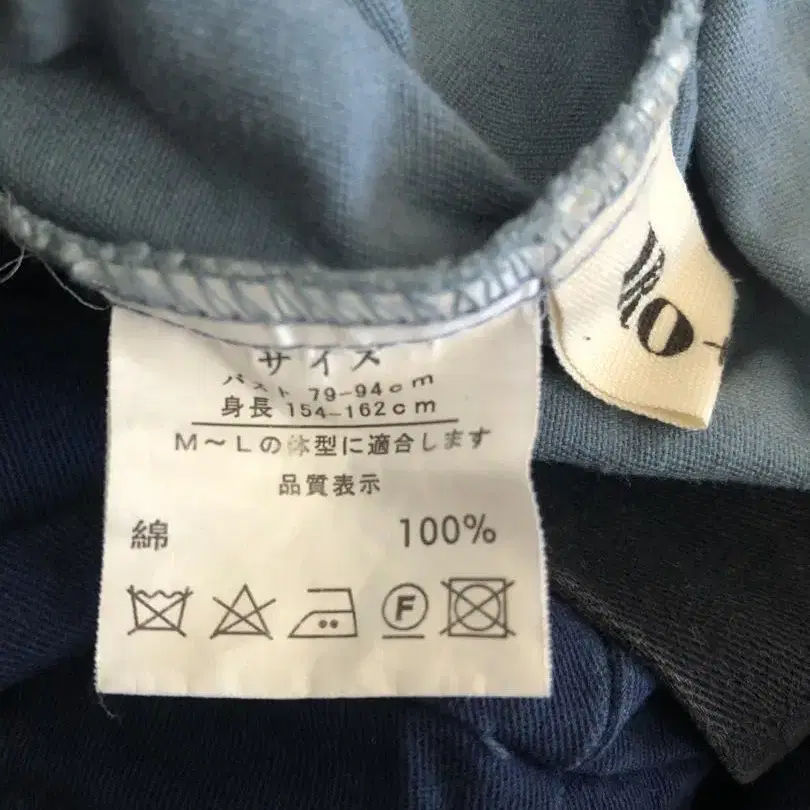 サイズ
バスト 79-94cm
身長 154-162cm
M～Lの体型に適合します
品質表示
綿 100%
F
RO